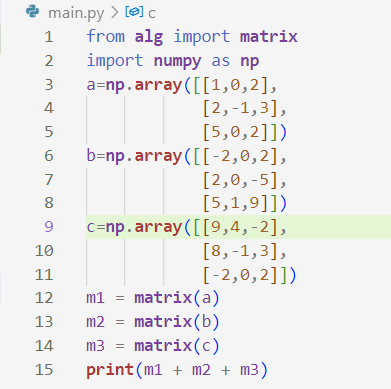 main.py > c
1 from alg import matrix
2 import numpy as np
3 a=np.array([[1,0,2],
4 [2,-1,3],
5 [5,0,2]])
6 b=np.array([[-2,0,2],
7 [2,0,-5],
8 [5,1,9]])
9 c=np.array([[9,4,-2],
10 [8,-1,3],
11 [-2,0,2]])
12 m1 = matrix(a)
13 m2 = matrix(b)
14 m3 = matrix(c)
15 print(m1 + m2 + m3)